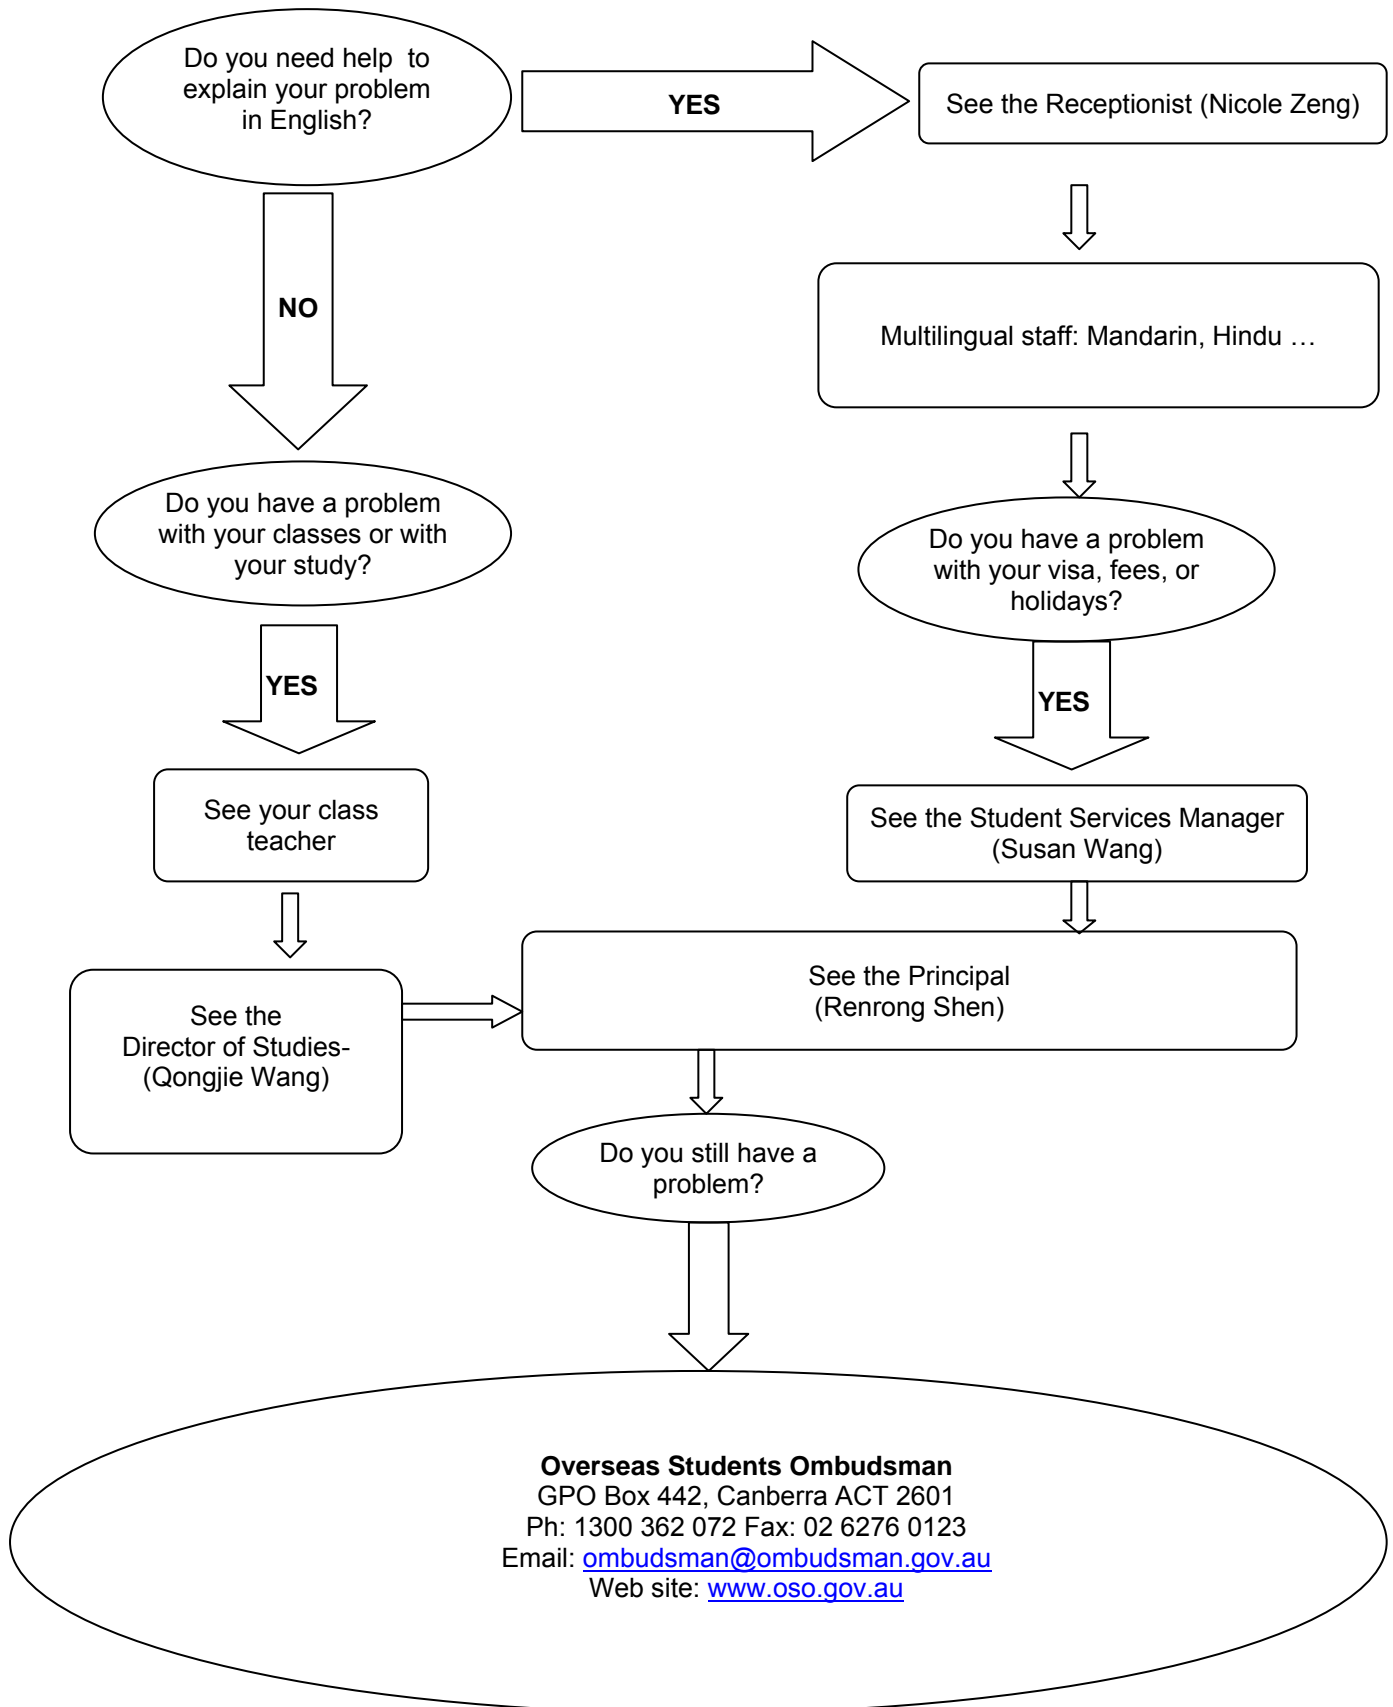 Do you need help  to
explain your problem
in English?
YES
See the Receptionist (Nicole Zeng)
NO
Multilingual staff: Mandarin, Hindu …
Do you have a problem
with your classes or with
your study?
Do you have a problem
with your visa, fees, or
holidays?
YES
YES
See your class
teacher
See the Student Services Manager
(Susan Wang)
See the
Director of Studies-
(Qongjie Wang)
See the Principal
(Renrong Shen)
Do you still have a
problem?
Overseas Students Ombudsman
GPO Box 442, Canberra ACT 2601
Ph: 1300 362 072 Fax: 02 6276 0123
Email: ombudsman@ombudsman.gov.au
Web site: www.oso.gov.au